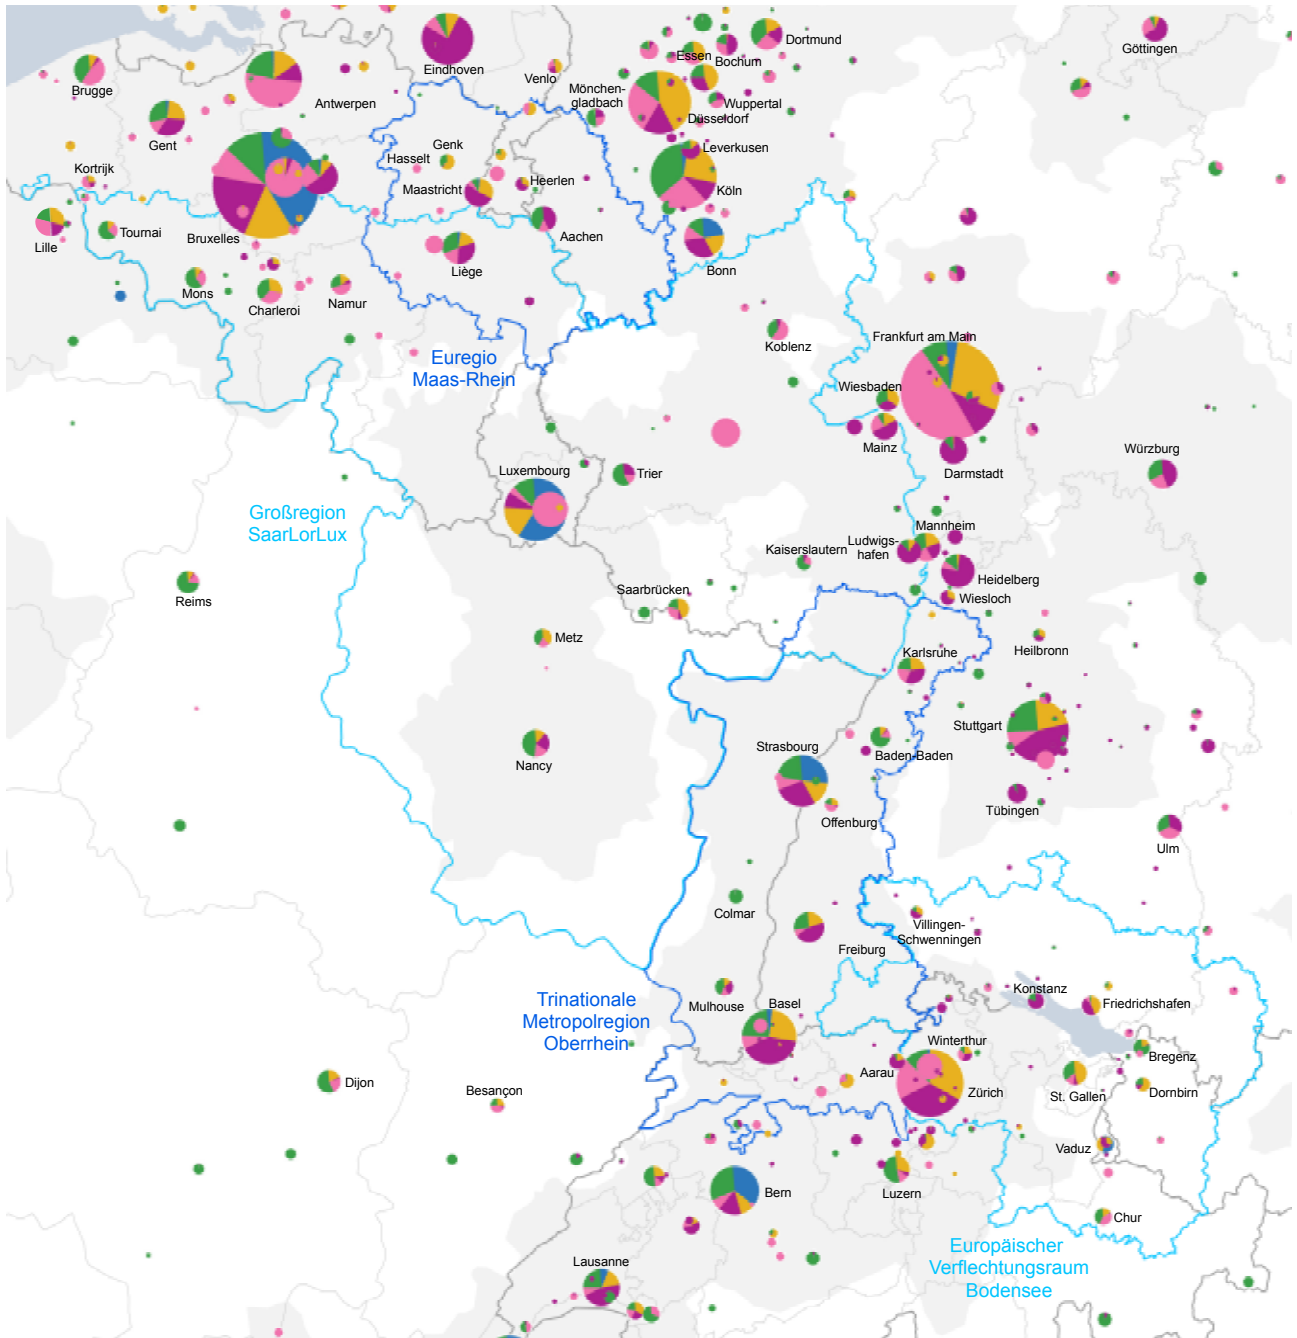 Göttingen
Dortmund
Essen
Bochum
Eindhoven
Venlo
Brugge
Mönchen-
gladbach
Antwerpen
Wuppertal
Düsseldorf
Gent
Leverkusen
Genk
Hasselt
Kortrijk
Maastricht
Heerlen
Köln
Tournai
Lille
Bruxelles
Aachen
Liège
Bonn
Mons
Charleroi
Namur
Koblenz
Frankfurt am Main
Euregio
Maas-Rhein
Wiesbaden
Mainz
Darmstadt
Würzburg
Luxembourg
Trier
Großregion
SaarLorLux
Mannheim
Ludwigs-
hafen
Kaiserslautern
Heidelberg
Saarbrücken
Wiesloch
Reims
Metz
Heilbronn
Karlsruhe
Stuttgart
Strasbourg
Baden-Baden
Nancy
Tübingen
Offenburg
Ulm
Colmar
Villingen-
Schwenningen
Freiburg
Mulhouse
Basel
Konstanz
Friedrichshafen
Trinationale
Metropolregion
Oberrhein
Winterthur
Bregenz
Aarau
Zürich
St. Gallen
Dornbirn
Dijon
Besançon
Vaduz
Bern
Luzern
Chur
Europäischer
Verflechtungsraum
Bodensee
Lausanne